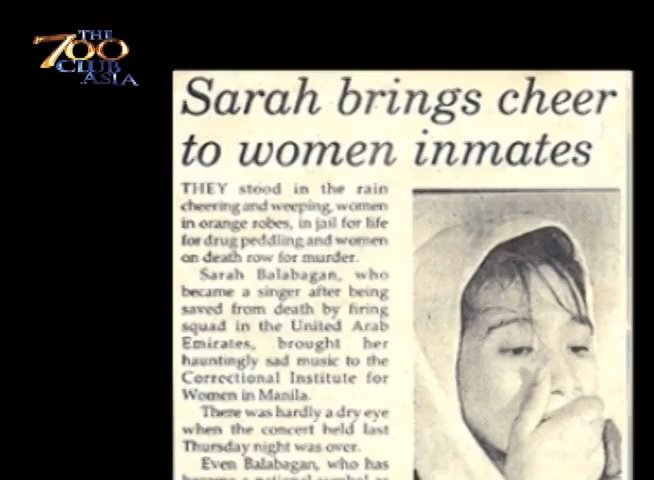 THE
700
CLUB
ASIA
Sarah brings cheer
to women inmates
THEY stood in the rain
cheering and weeping, women
in orange robes, in jail for life
for drug peddling and women
on death row for murder.
Sarah Balabagan, who
became a singer after being
saved from death by firing
squad in the United Arab
Emirates, brought her
hauntingly sad music to the
Correctional Institute for
Women in Manila.
There was hardly a dry eye
when the concert held last
Thursday night was over.
Even Balabagan, who has
became a national symbol as